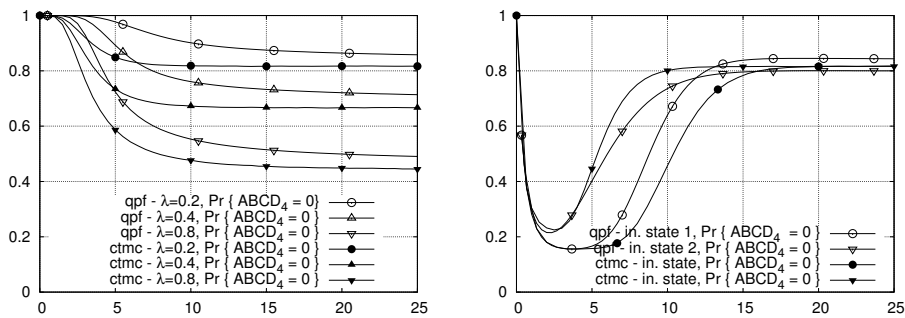 1
0.8
0.6
0.4
0.2
0
0 5 10 15 20 25
qpf - λ=0.2, Pr { ABCD4 = 0}
qpf - λ=0.4, Pr { ABCD4 = 0 }
qpf - λ=0.8, Pr { ABCD4 = 0 }
ctmc - λ=0.2, Pr { ABCD4 = 0 }
ctmc - λ=0.4, Pr { ABCD4 = 0 }
ctmc - λ=0.8, Pr { ABCD4 = 0 }
1
0.8
0.6
0.4
0.2
0
0 5 10 15 20 25
qpf - in. state 1, Pr { ABCD4 = 0 }
qpf - in. state 2, Pr { ABCD4 = 0 }
ctmc - in. state, Pr { ABCD4 = 0 }
ctmc - in. state, Pr { ABCD4 = 0 }